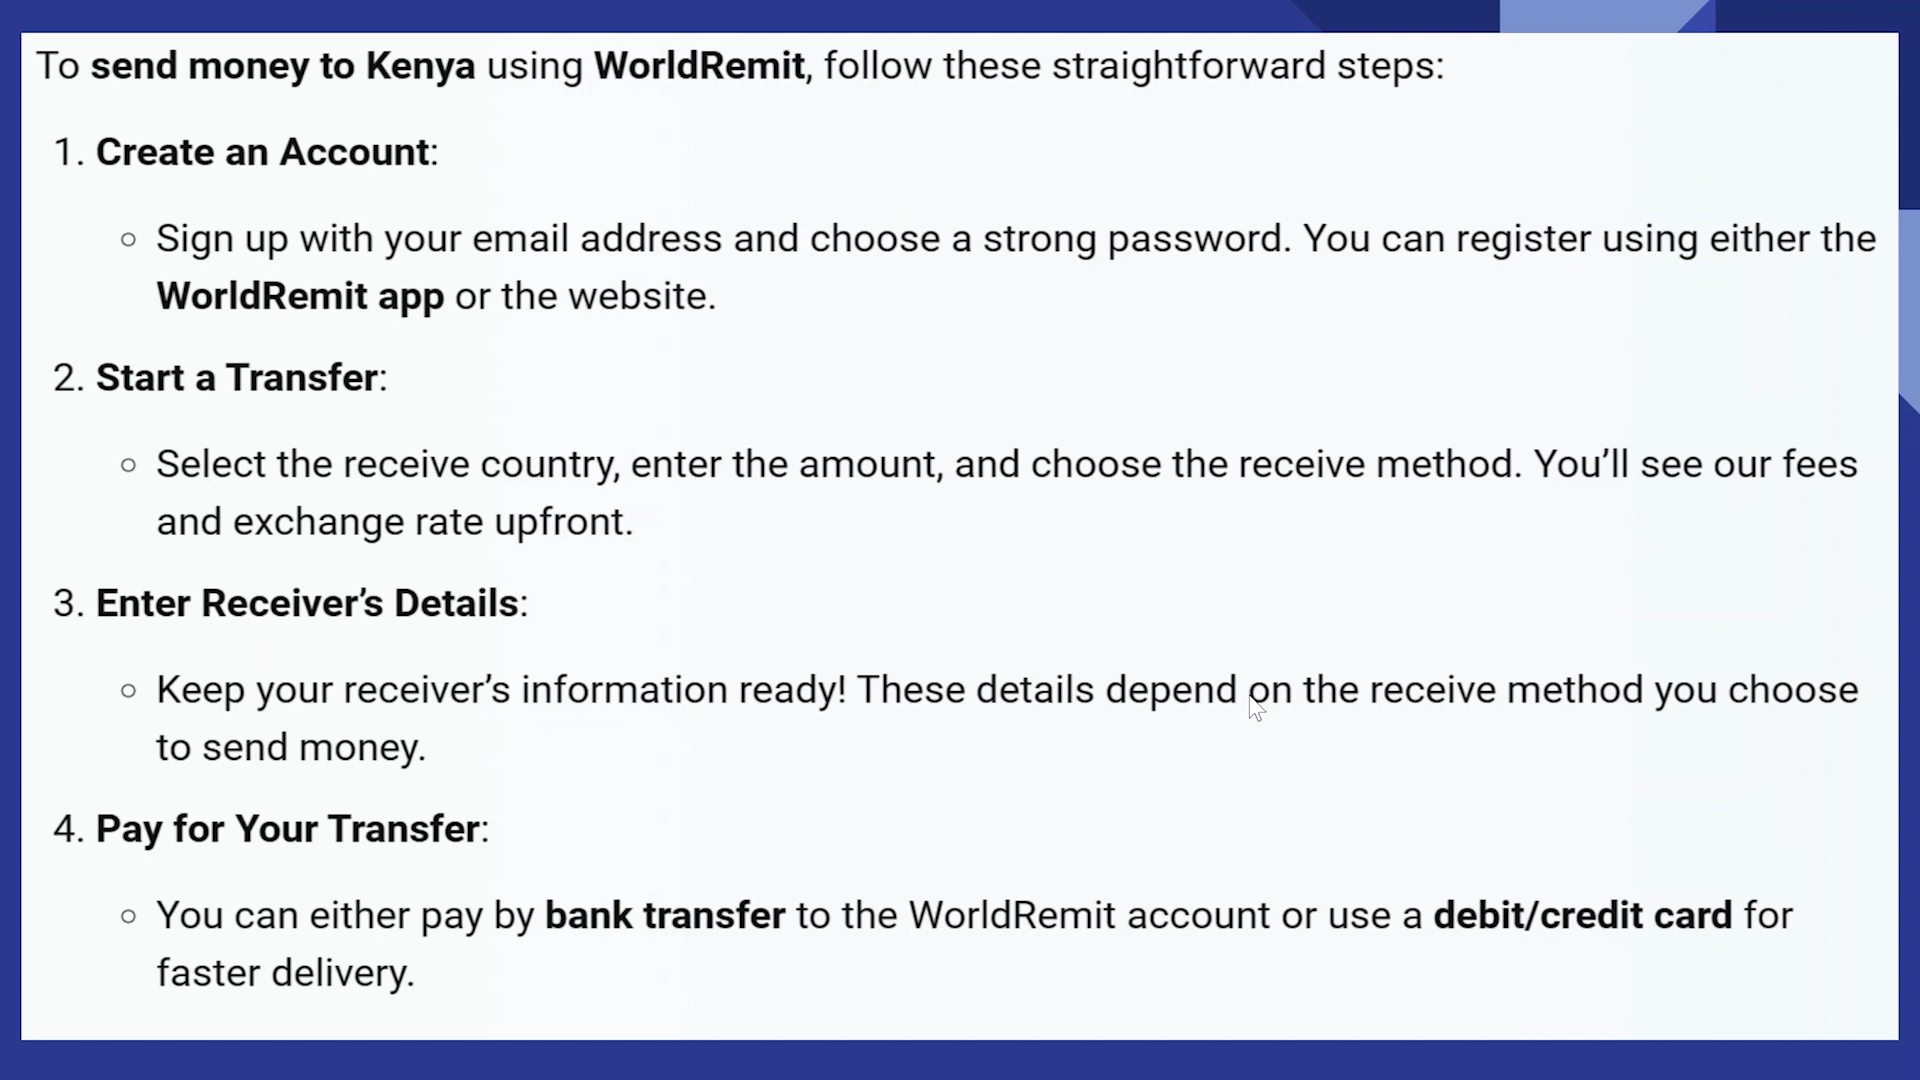 To send money to Kenya using WorldRemit, follow these straightforward steps:
1. Create an Account:
Sign up with your email address and choose a strong password. You can register using either the
WorldRemit app or the website.
2. Start a Transfer:
Select the receive country, enter the amount, and choose the receive method. You’ll see our fees
and exchange rate upfront.
3. Enter Receiver’s Details:
Keep your receiver’s information ready! These details depend on the receive method you choose
to send money.
4. Pay for Your Transfer:
You can either pay by bank transfer to the WorldRemit account or use a debit/credit card for
faster delivery.